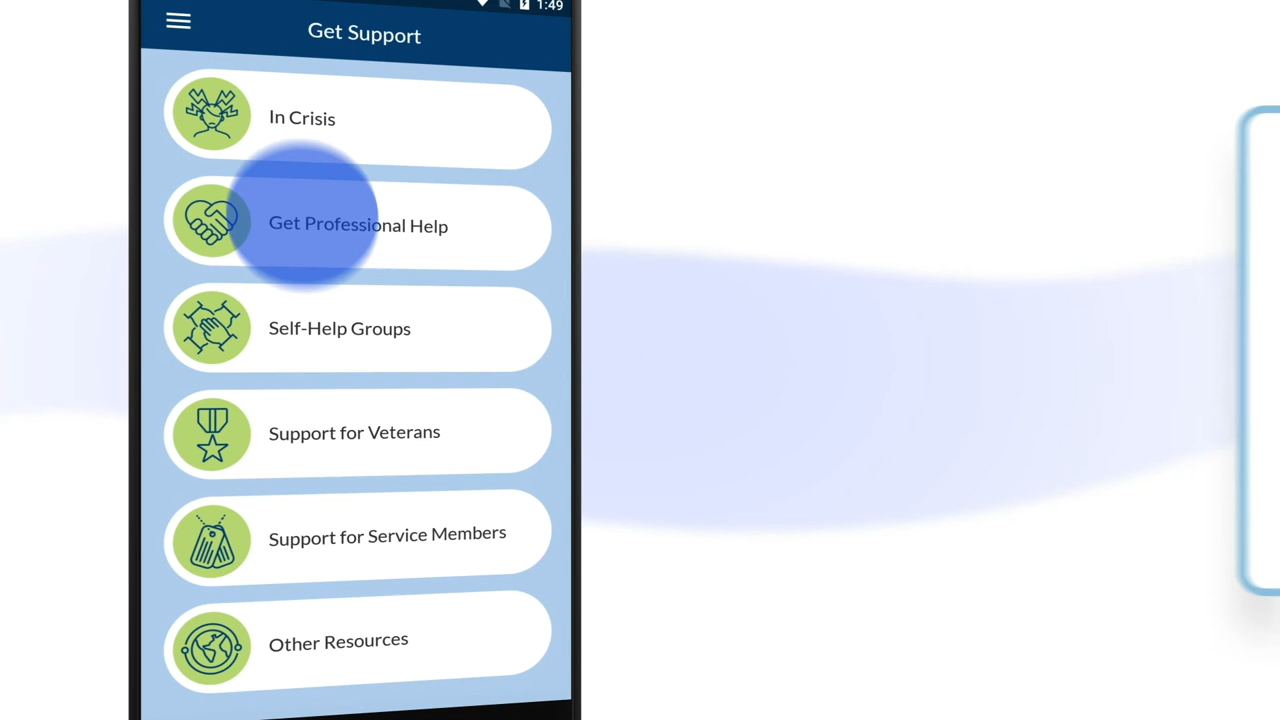 1:49
Get Support
In Crisis
Get Professional Help
Self-Help Groups
Support for Veterans
Support for Service Members
Other Resources